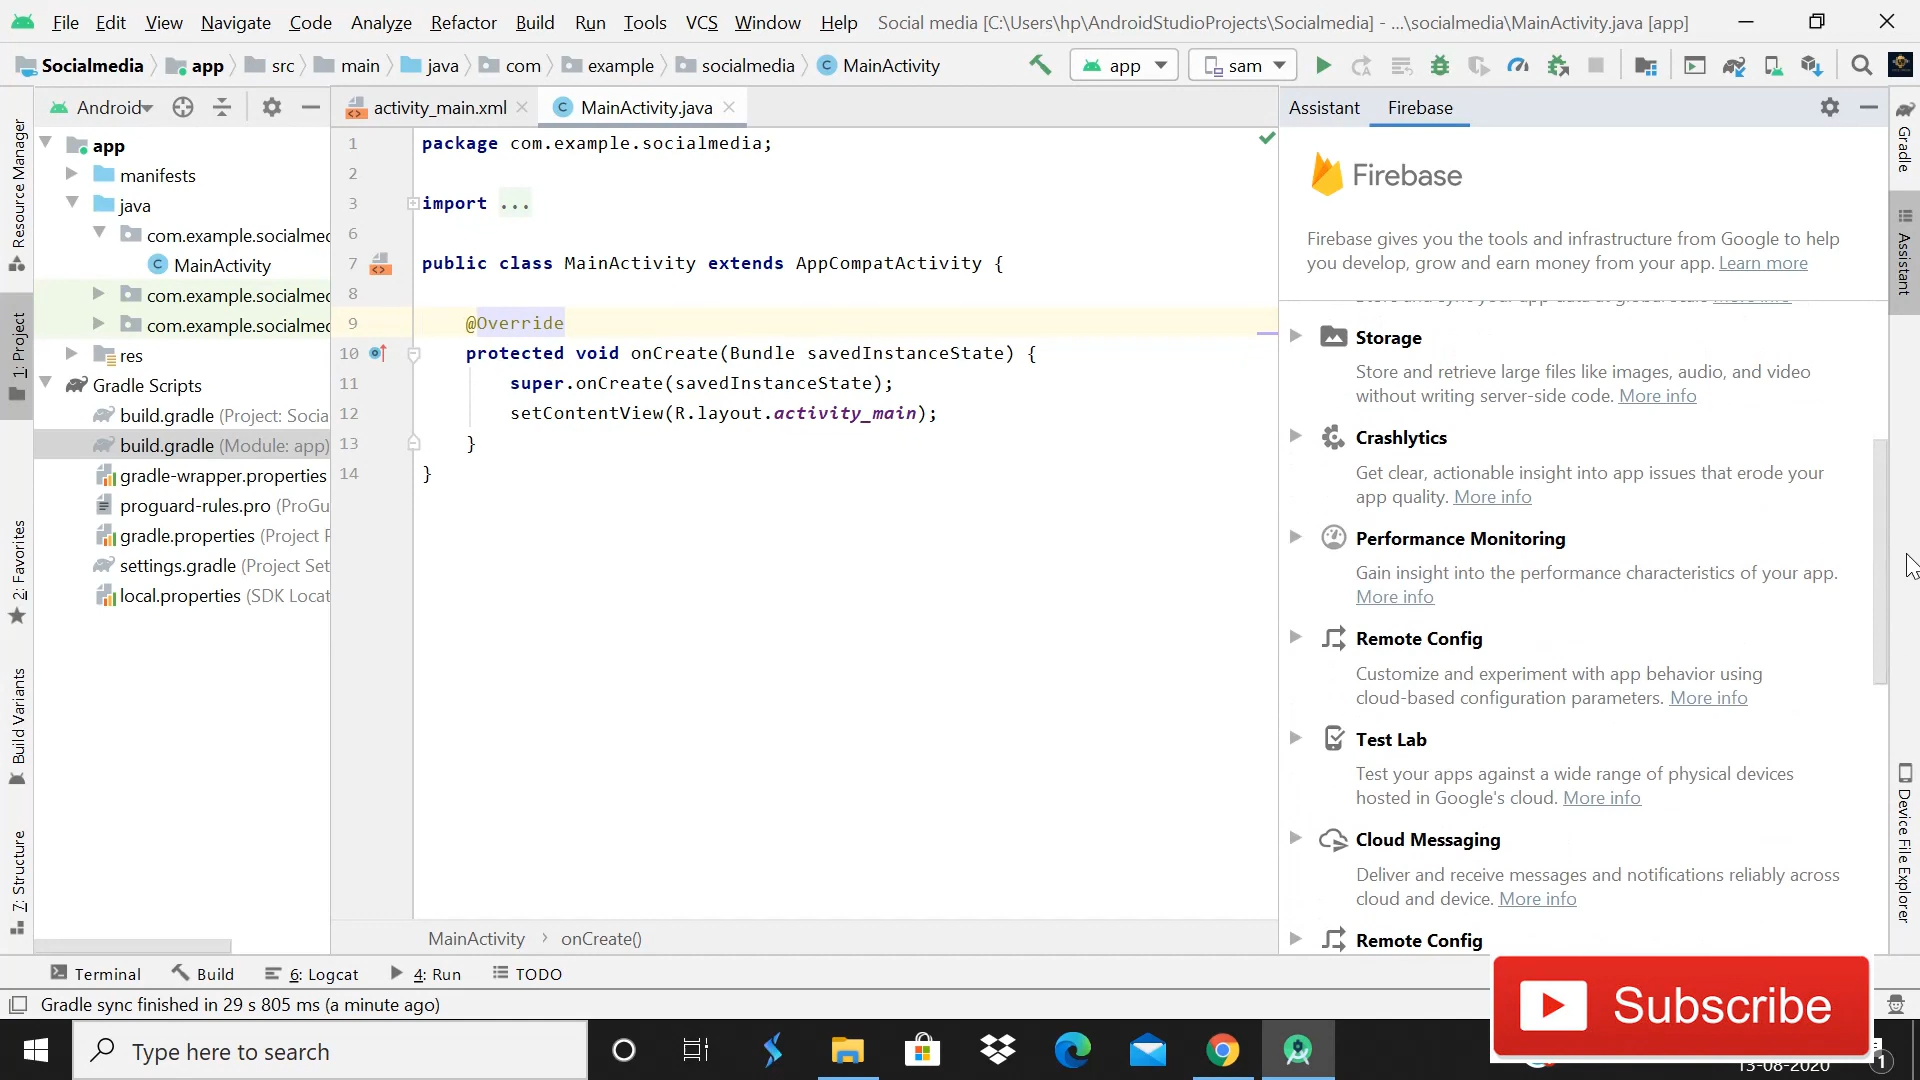 File Edit View Navigate Code Analyze Refactor Build Run Tools VCS Window Help Social media [C:\Users\hp\AndroidStudioProjects\Socialmedia] - ...\socialmedia\MainActivity.java [app]
Socialmedia app src main java com example socialmedia MainActivity app sam
Android activity_main.xml MainActivity.java Assistant Firebase
Resource Manager
1: Project
2: Favorites
Build Variants
7: Structure
app
manifests
java
com.example.socialmed
MainActivity
com.example.socialmed
com.example.socialmed
res
Gradle Scripts
build.gradle (Project: Socia
build.gradle (Module: app)
gradle-wrapper.properties
proguard-rules.pro (ProGu
gradle.properties (Project P
settings.gradle (Project Set
local.properties (SDK Locat
1 package com.example.socialmedia;
2
3 import ...
6
7 public class MainActivity extends AppCompatActivity {
8
9 @Override
10 protected void onCreate(Bundle savedInstanceState) {
11 super.onCreate(savedInstanceState);
12 setContentView(R.layout.activity_main);
13 }
14 }
MainActivity › onCreate()
Firebase
Firebase gives you the tools and infrastructure from Google to help
you develop, grow and earn money from your app. Learn more
Storage
Store and retrieve large files like images, audio, and video
without writing server-side code. More info
Crashlytics
Get clear, actionable insight into app issues that erode your
app quality. More info
Performance Monitoring
Gain insight into the performance characteristics of your app.
More info
Remote Config
Customize and experiment with app behavior using
cloud-based configuration parameters. More info
Test Lab
Test your apps against a wide range of physical devices
hosted in Google's cloud. More info
Cloud Messaging
Deliver and receive messages and notifications reliably across
cloud and device. More info
Remote Config
Gradle
Assistant
Device File Explorer
Terminal Build 6: Logcat 4: Run TODO
Gradle sync finished in 29 s 805 ms (a minute ago)
Subscribe
Type here to search
13-08-2020 1